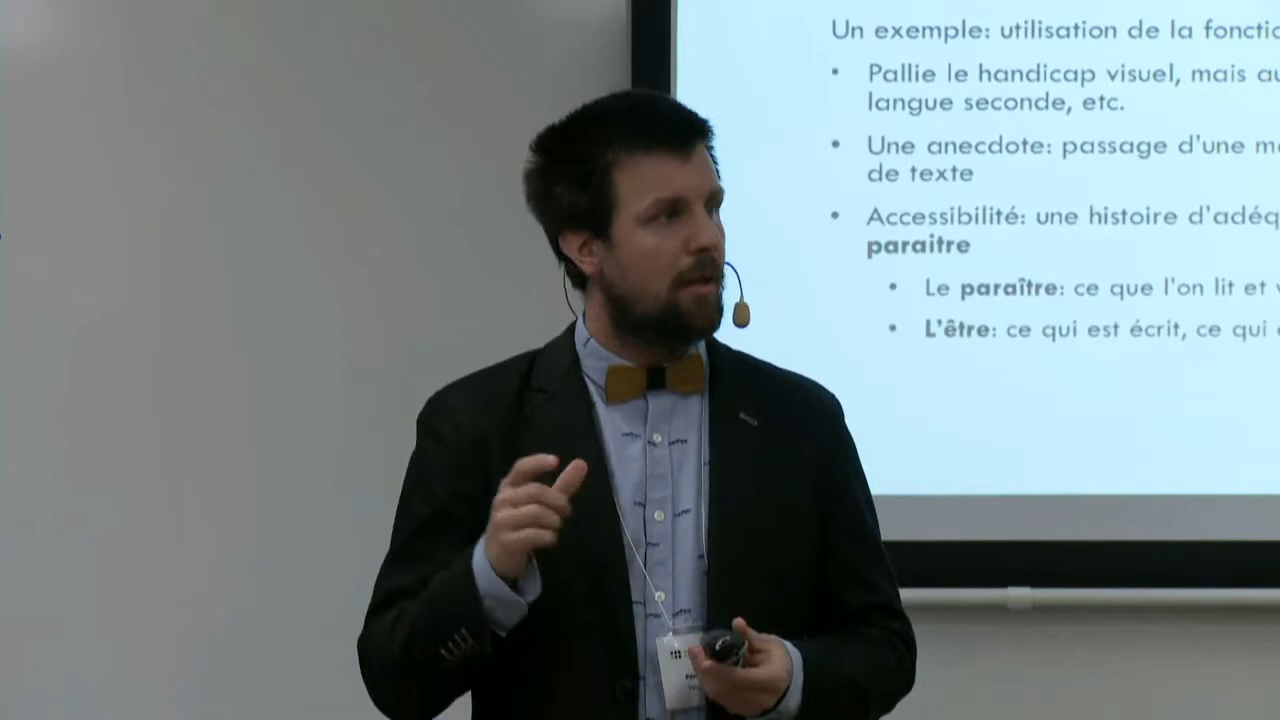 Un exemple: utilisation de la fonctio
Pallie le handicap visuel, mais au
langue seconde, etc.
Une anecdote: passage d'une m
de texte
Accessibilité: une histoire d'adéq
paraitre
Le paraître: ce que l'on lit et v
L'être: ce qui est écrit, ce qui